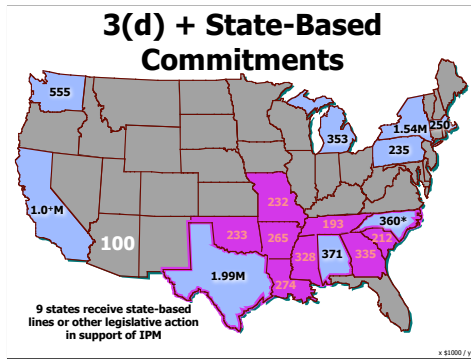 3(d) + State-Based
Commitments
555
353
1.54M
250
235
1.0+M
232
193
360*
100
233
265
212
328
371
335
1.99M
274
9 states receive state-based
lines or other legislative action
in support of IPM
x $1000 / y